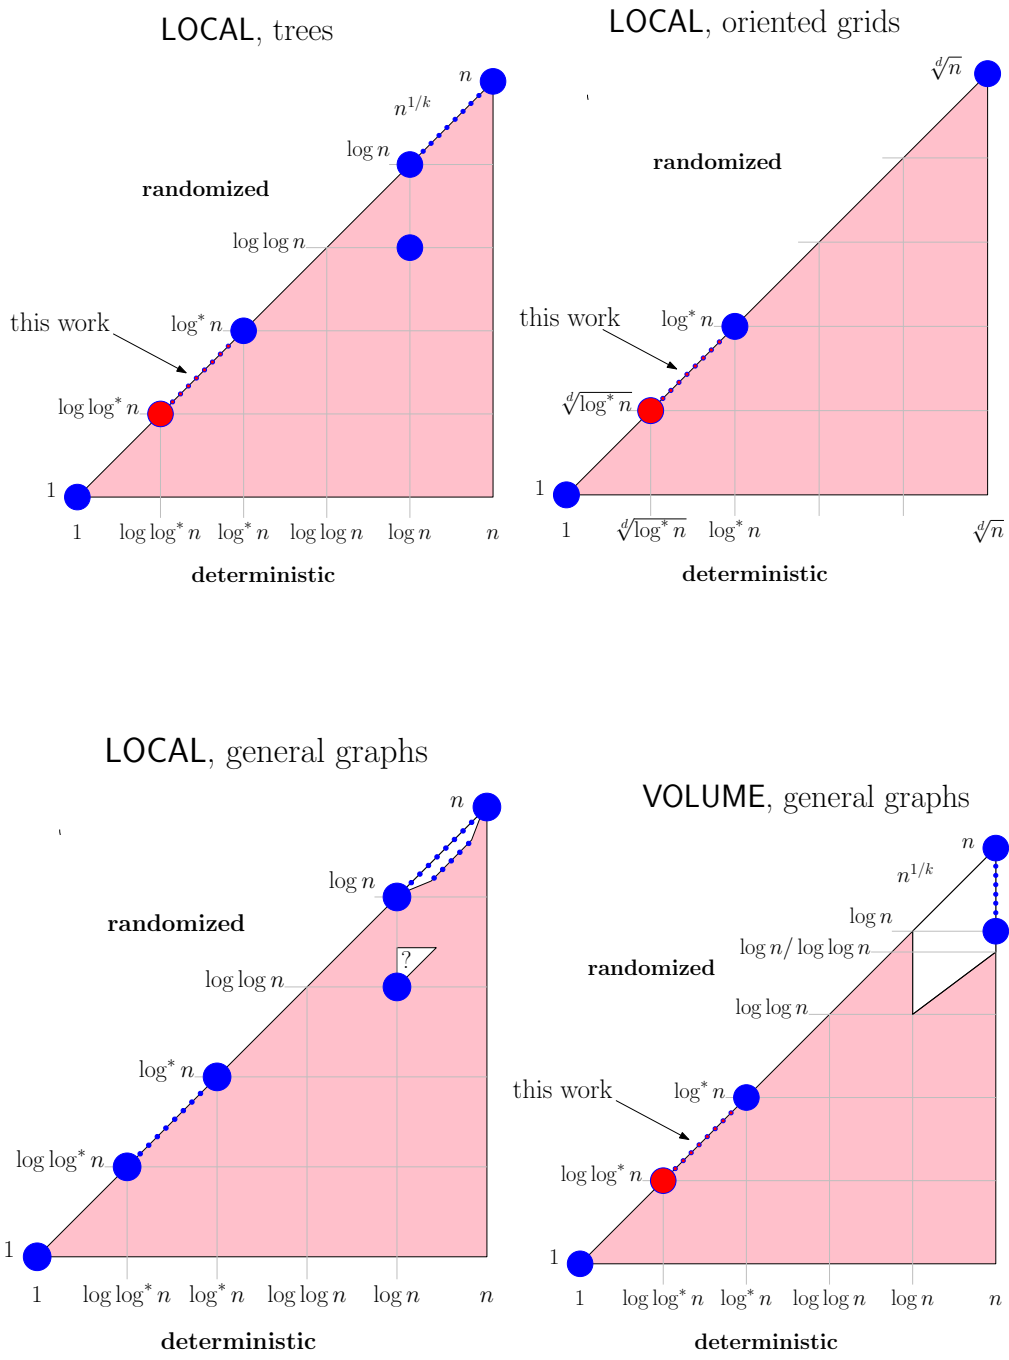 LOCAL, trees
n
n^{1/k}
log n
randomized
log log n
this work
log* n
log log* n
1
1 log log* n log* n log log n log n n
deterministic
LOCAL, oriented grids
\sqrt[d]{n}
randomized
this work
log* n
\sqrt[d]{log* n}
1
1 \sqrt[d]{log* n} log* n \sqrt[d]{n}
deterministic
LOCAL, general graphs
n
log n
randomized
?
log log n
log* n
log log* n
1
1 log log* n log* n log log n log n n
deterministic
VOLUME, general graphs
n
n^{1/k}
log n
log n/ log log n
randomized
log log n
this work
log* n
log log* n
1
1 log log* n log* n log log n log n n
deterministic